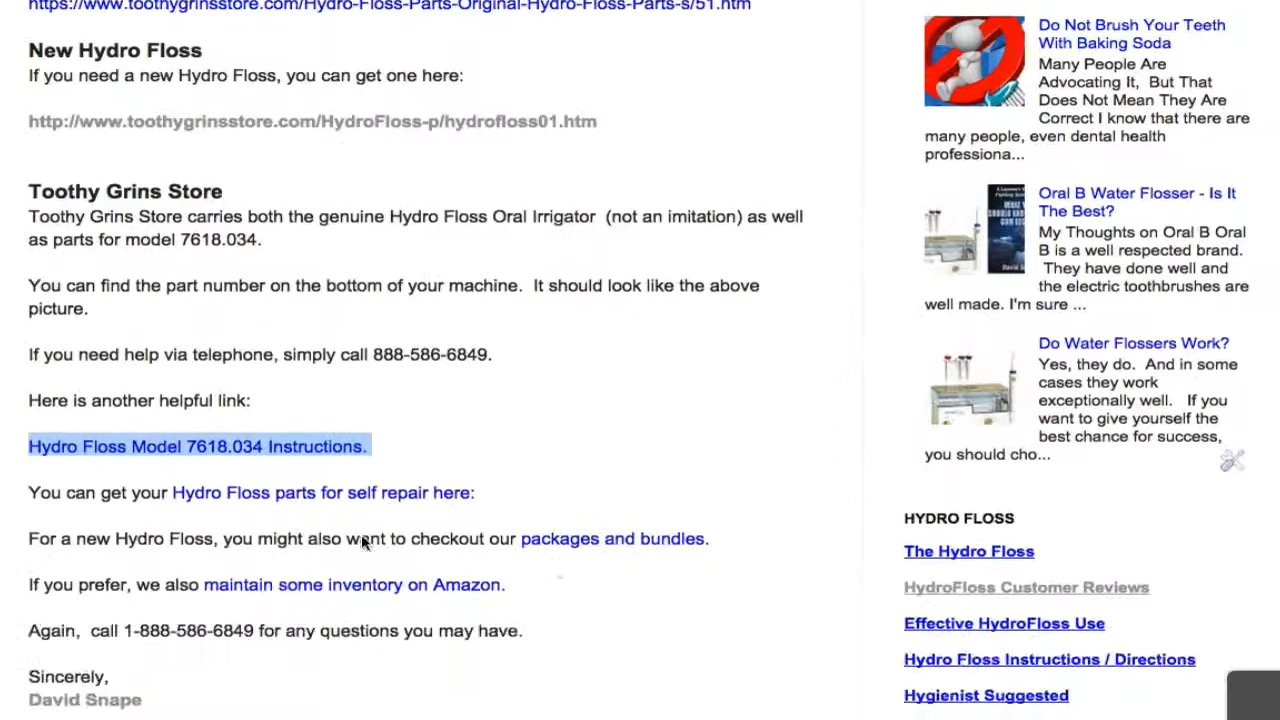 https://www.toothygrinsstore.com/Hydro-Floss-Parts-Original-Hydro-Floss-Parts-s/51.htm
New Hydro Floss
If you need a new Hydro Floss, you can get one here:
http://www.toothygrinsstore.com/HydroFloss-p/hydrofloss01.htm
Toothy Grins Store
Toothy Grins Store carries both the genuine Hydro Floss Oral Irrigator (not an imitation) as well
as parts for model 7618.034.
You can find the part number on the bottom of your machine. It should look like the above
picture.
If you need help via telephone, simply call 888-586-6849.
Here is another helpful link:
Hydro Floss Model 7618.034 Instructions.
You can get your Hydro Floss parts for self repair here:
For a new Hydro Floss, you might also want to checkout our packages and bundles.
If you prefer, we also maintain some inventory on Amazon.
Again, call 1-888-586-6849 for any questions you may have.
Sincerely,
David Snape
Do Not Brush Your Teeth
With Baking Soda
Many People Are
Advocating It, But That
Does Not Mean They Are
Correct I know that there are
many people, even dental health
professiona...
Oral B Water Flosser - Is It
The Best?
My Thoughts on Oral B Oral
B is a well respected brand.
They have done well and
the electric toothbrushes are
well made. I'm sure ...
Do Water Flossers Work?
Yes, they do. And in some
cases they work
exceptionally well. If you
want to give yourself the
best chance for success,
you should cho...
HYDRO FLOSS
The Hydro Floss
HydroFloss Customer Reviews
Effective HydroFloss Use
Hydro Floss Instructions / Directions
Hygienist Suggested